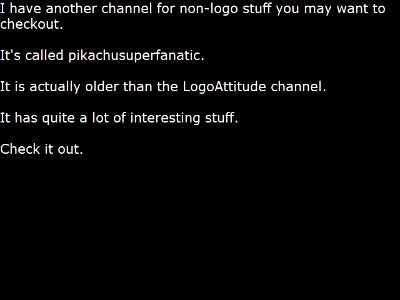 I have another channel for non-logo stuff you may want to
checkout.
It's called pikachusuperfanatic.
It is actually older than the LogoAttitude channel.
It has quite a lot of interesting stuff.
Check it out.